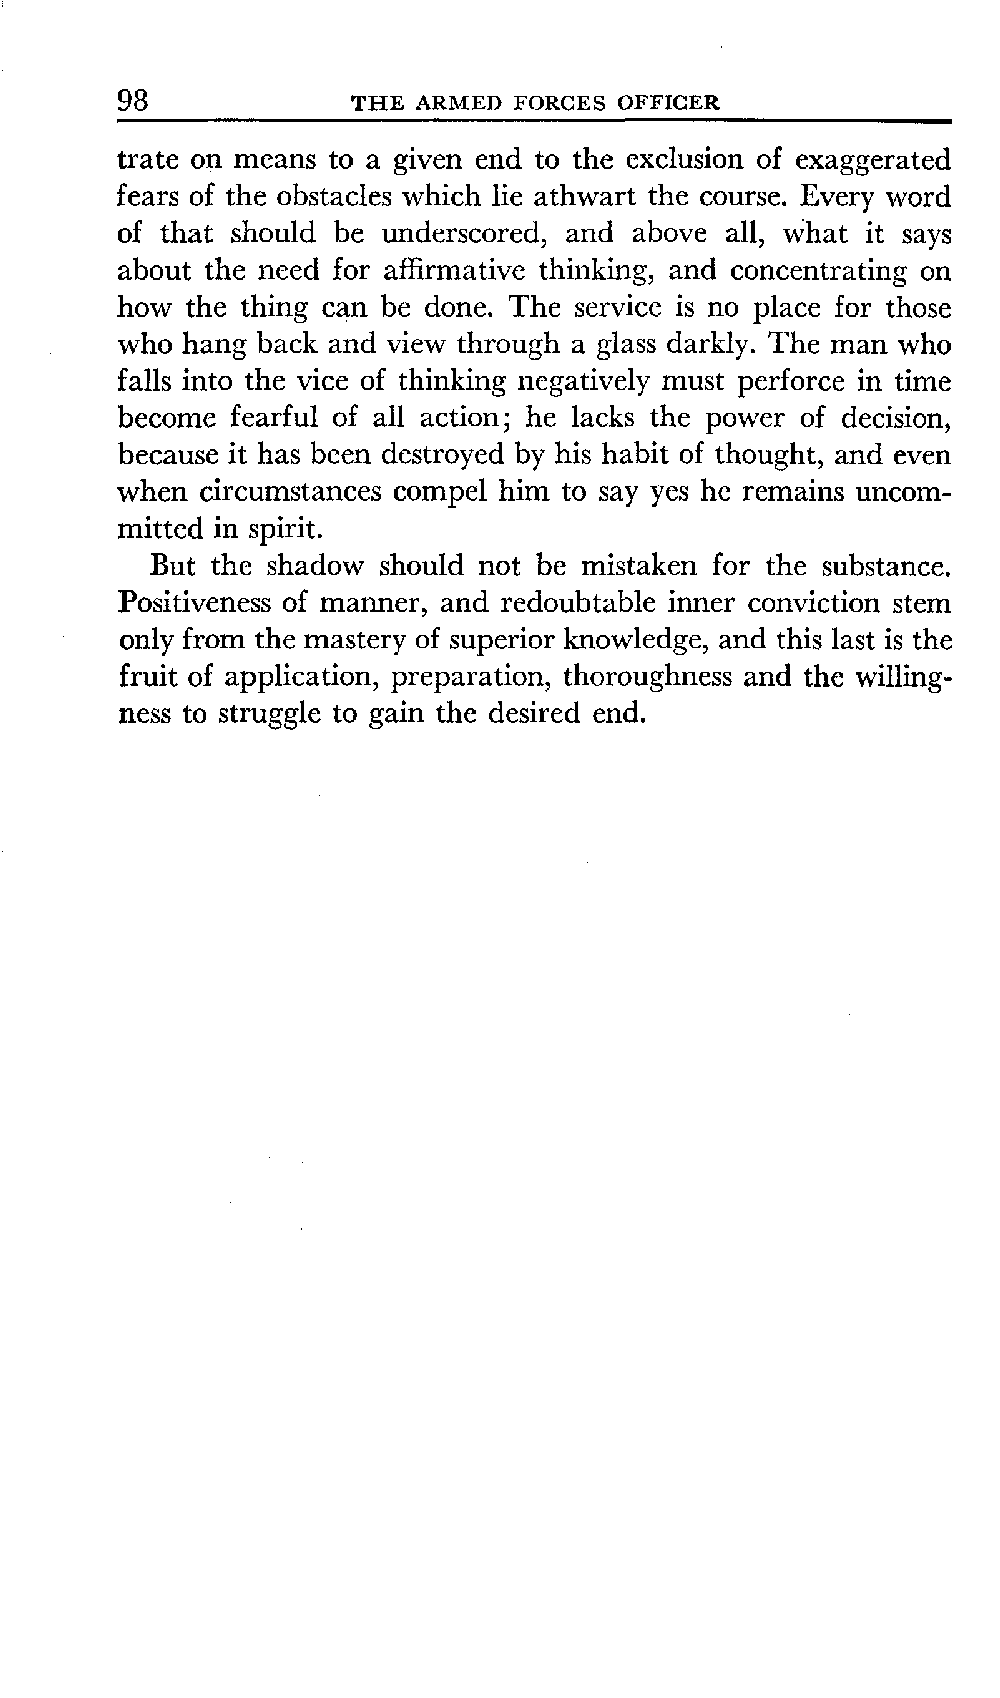 98 THE ARMED FORCES OFFICER
trate on means to a given end to the exclusion of exaggerated
fears of the obstacles which lie athwart the course. Every word
of that should be underscored, and above all, what it says
about the need for affirmative thinking, and concentrating on
how the thing can be done. The service is no place for those
who hang back and view through a glass darkly. The man who
falls into the vice of thinking negatively must perforce in time
become fearful of all action; he lacks the power of decision,
because it has been destroyed by his habit of thought, and even
when circumstances compel him to say yes he remains uncom-
mitted in spirit.
But the shadow should not be mistaken for the substance.
Positiveness of manner, and redoubtable inner conviction stem
only from the mastery of superior knowledge, and this last is the
fruit of application, preparation, thoroughness and the willing-
ness to struggle to gain the desired end.